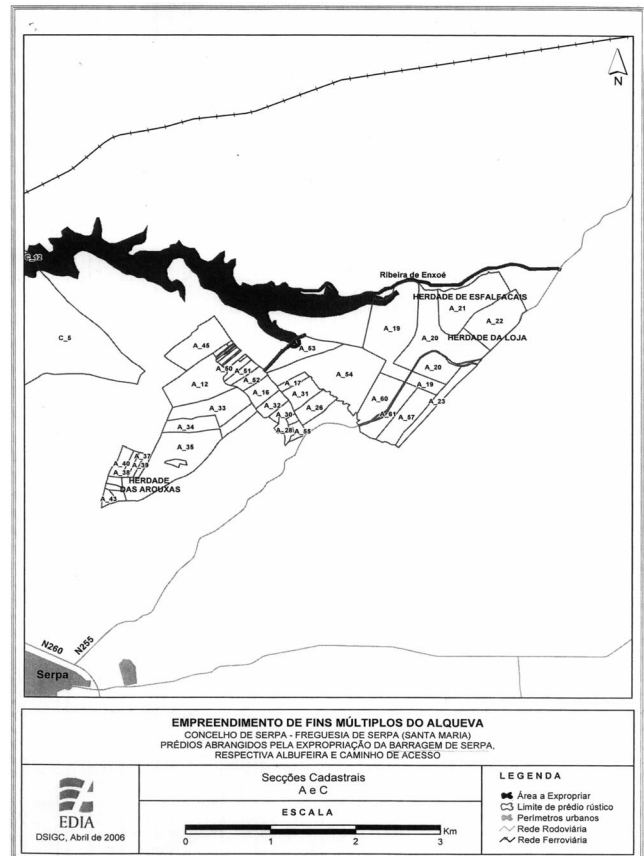 N
C_12
Ribeira de Enxoé
HERDADE DE ESFALFACAIS
A_21
A_22
A_19
C_5
A_45
A_53
A_20
HERDADE DA LOJA
A_50
A_51
A_52
A_54
A_20
A_12
A_17
A_19
A_16
A_31
A_60
A_23
A_33
A_32
A_26
A_61
A_57
A_30
A_34
A_28
A_55
A_35
A_37
A_40
A_39
A_38
HERDADE
DAS AROUXAS
A_43
N260
N255
Serpa
EMPREENDIMENTO DE FINS MÚLTIPLOS DO ALQUEVA
CONCELHO DE SERPA - FREGUESIA DE SERPA (SANTA MARIA)
PRÉDIOS ABRANGIDOS PELA EXPROPRIAÇÃO DA BARRAGEM DE SERPA,
RESPECTIVA ALBUFEIRA E CAMINHO DE ACESSO
EDIA
DSIGC, Abril de 2006
Secções Cadastrais
A e C
ESCALA
0 1 2 3 Km
LEGENDA
Área a Expropriar
Limite de prédio rústico
Perímetros urbanos
Rede Rodoviária
Rede Ferroviária